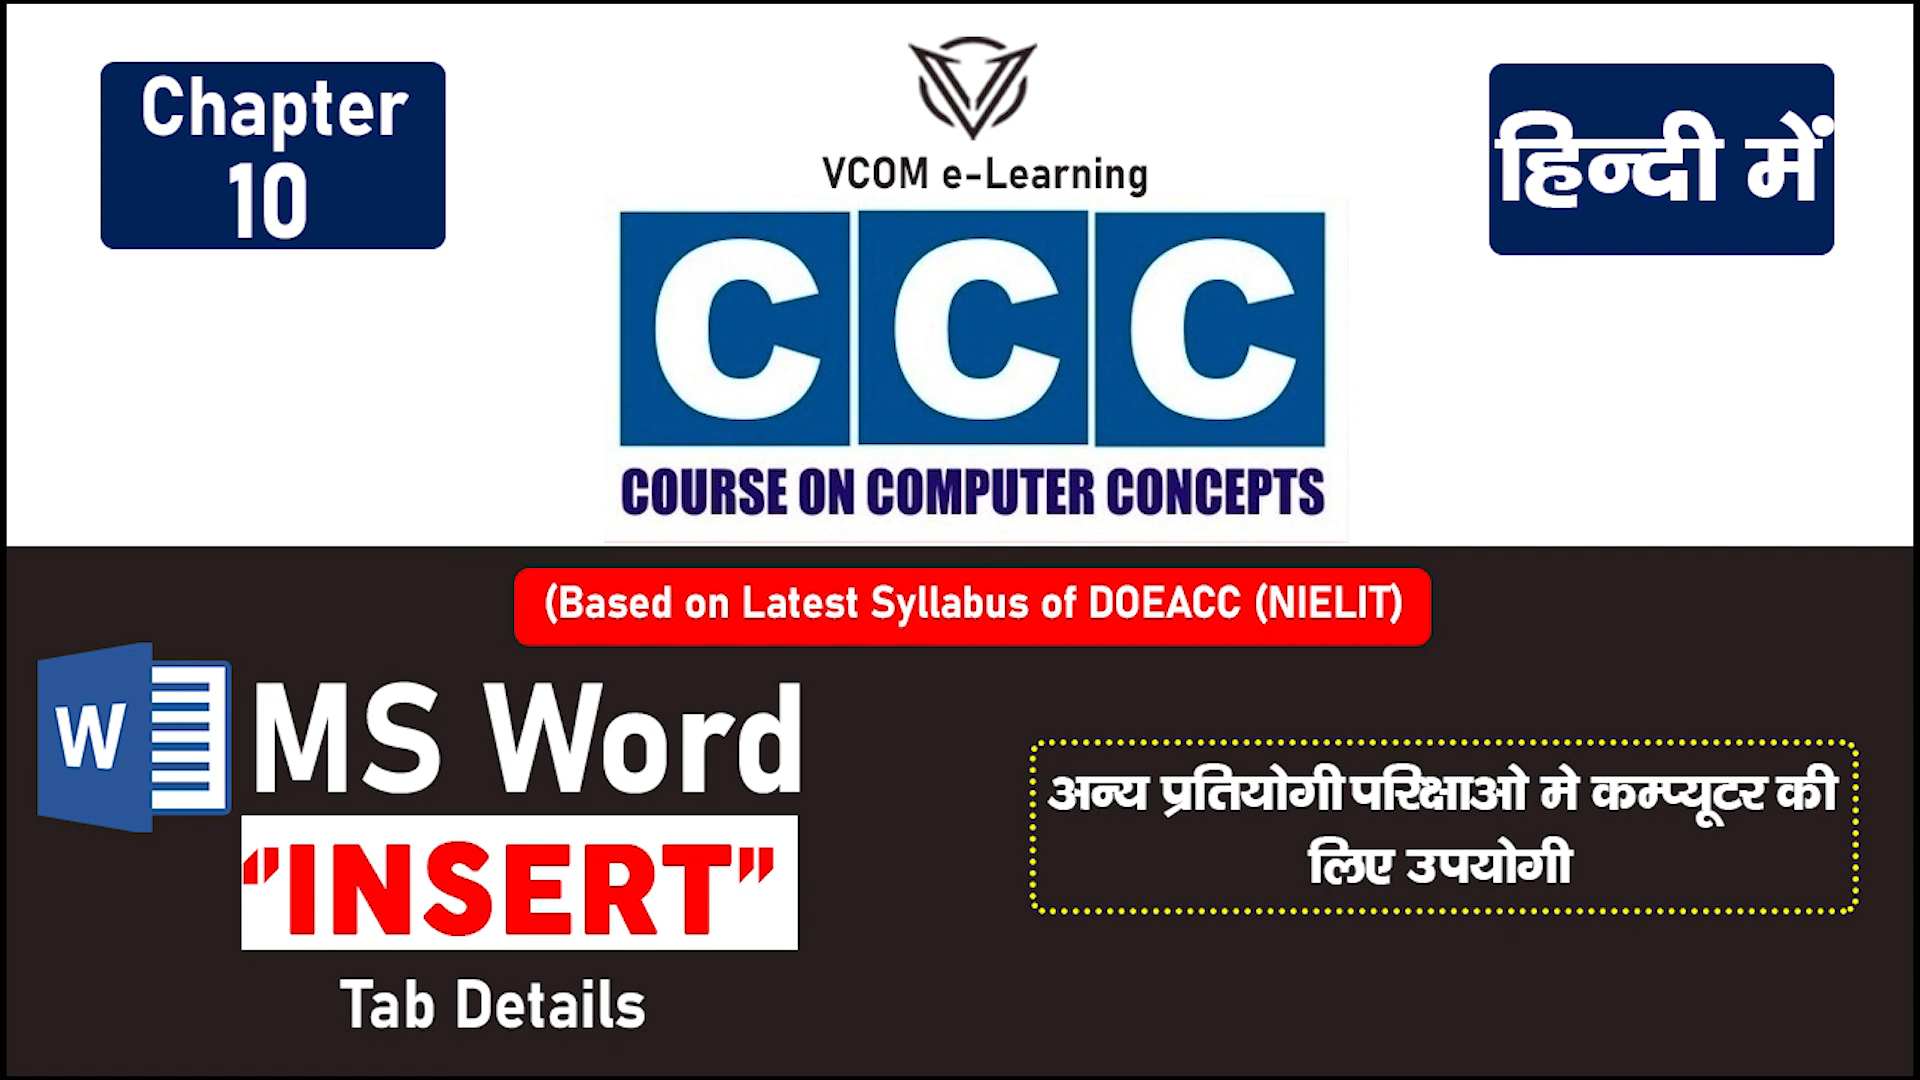 Chapter
10
VCOM e-Learning
हिन्दी में
CCC
COURSE ON COMPUTER CONCEPTS
(Based on Latest Syllabus of DOEACC (NIELIT)
W
MS Word
“INSERT”
Tab Details
अन्य प्रतियोगी परिक्षाओ मे कम्प्यूटर की
लिए उपयोगी